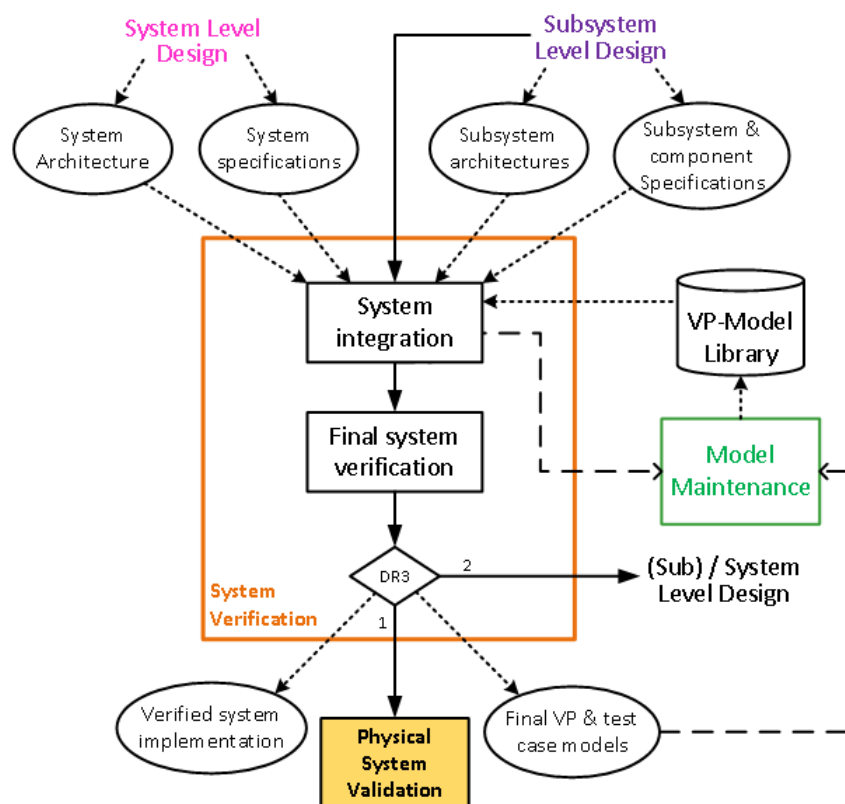 System Level
Design
Subsystem
Level Design
System
Architecture
System
specifications
Subsystem
architectures
Subsystem &
component
Specifications
System
integration
VP-Model
Library
Final system
verification
Model
Maintenance
DR3
2
(Sub) / System
Level Design
System
Verification
1
Verified system
implementation
Physical
System
Validation
Final VP & test
case models